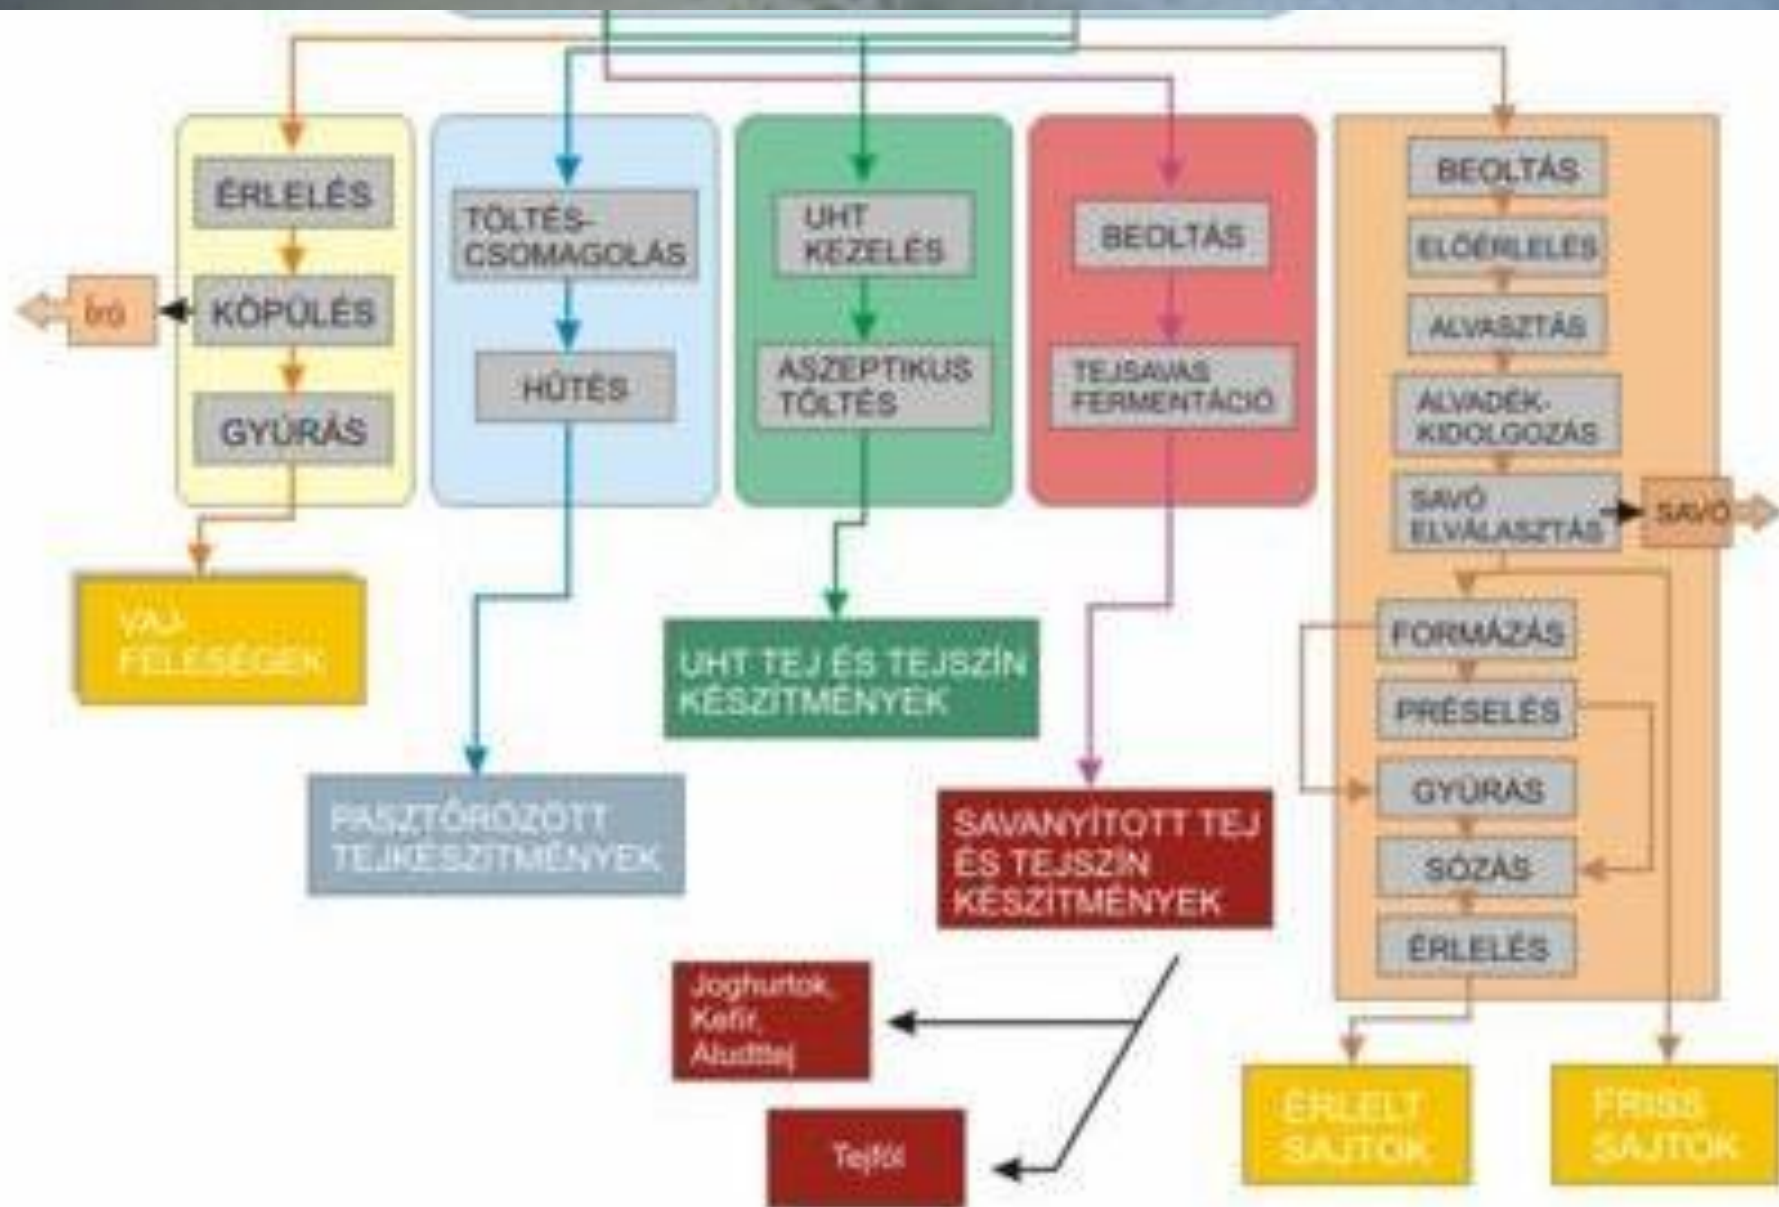 ÉRLELÉS
KÖPÜLÉS
Író
GYÚRÁS
VAJ-
FÉLESÉGEK
TÖLTÉS-
CSOMAGOLÁS
HŰTÉS
PASZTŐRÖZÖTT
TEJKÉSZÍTMÉNYEK
UHT
KEZELÉS
ASZEPTIKUS
TÖLTÉS
UHT TEJ ÉS TEJSZÍN
KÉSZÍTMÉNYEK
BEOLTÁS
TEJSAVAS
FERMENTÁCIÓ
SAVANYÍTOTT TEJ
ÉS TEJSZÍN
KÉSZÍTMÉNYEK
Joghurtok,
Kefír,
Aludttej
Tejföl
BEOLTÁS
ELŐÉRLELÉS
ALVASZTÁS
ALVADÉK-
KIDOLGOZÁS
SAVÓ
ELVÁLASZTÁS
SAVÓ
FORMÁZÁS
PRÉSELÉS
GYÚRÁS
SÓZÁS
ÉRLELÉS
ÉRLELT
SAJTOK
FRISS
SAJTOK